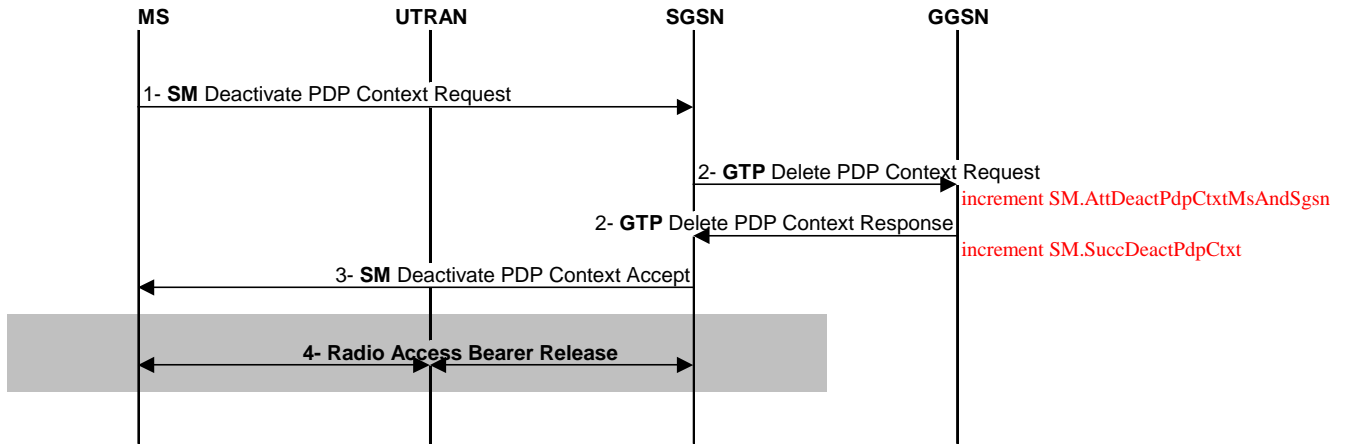 MS UTRAN SGSN GGSN
1- SM Deactivate PDP Context Request
2- GTP Delete PDP Context Request
increment SM.AttDeactPdpCtxtMsAndSgsn
2- GTP Delete PDP Context Response
increment SM.SuccDeactPdpCtxt
3- SM Deactivate PDP Context Accept
4- Radio Access Bearer Release